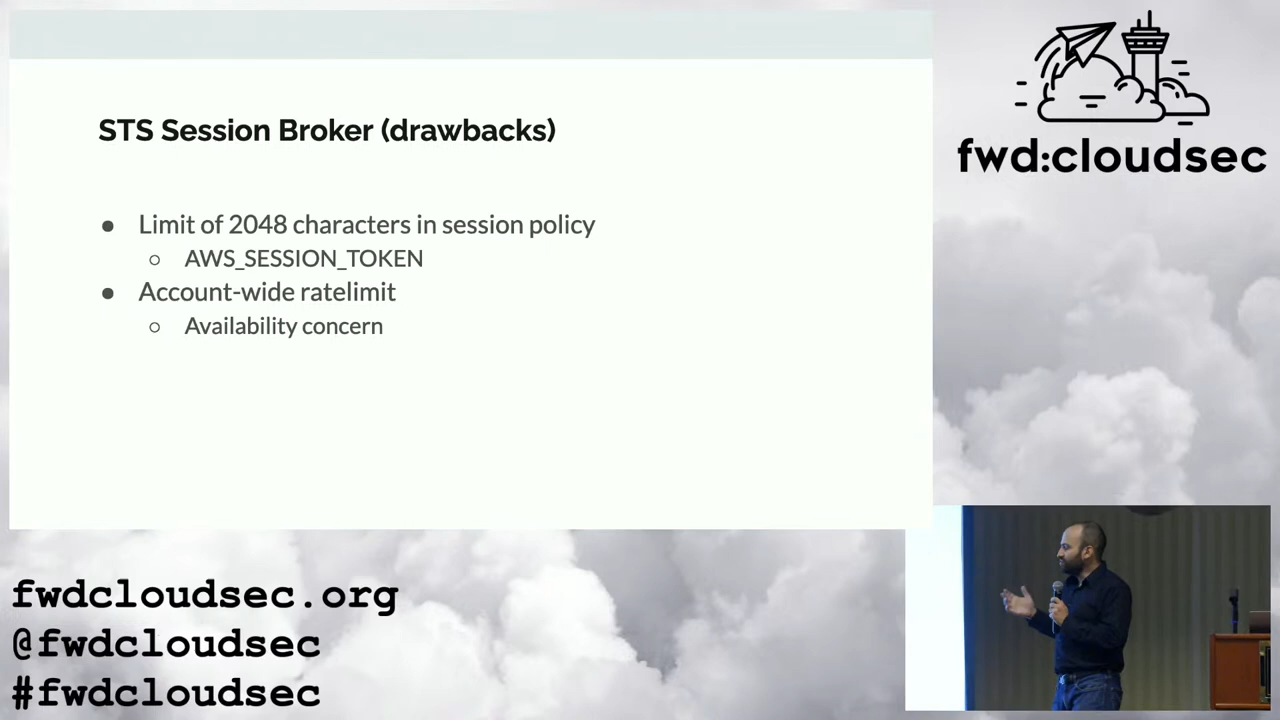 STS Session Broker (drawbacks)
● Limit of 2048 characters in session policy
○ AWS_SESSION_TOKEN
● Account-wide ratelimit
○ Availability concern
fwd:cloudsec
fwdcloudsec.org
@fwdcloudsec
#fwdcloudsec